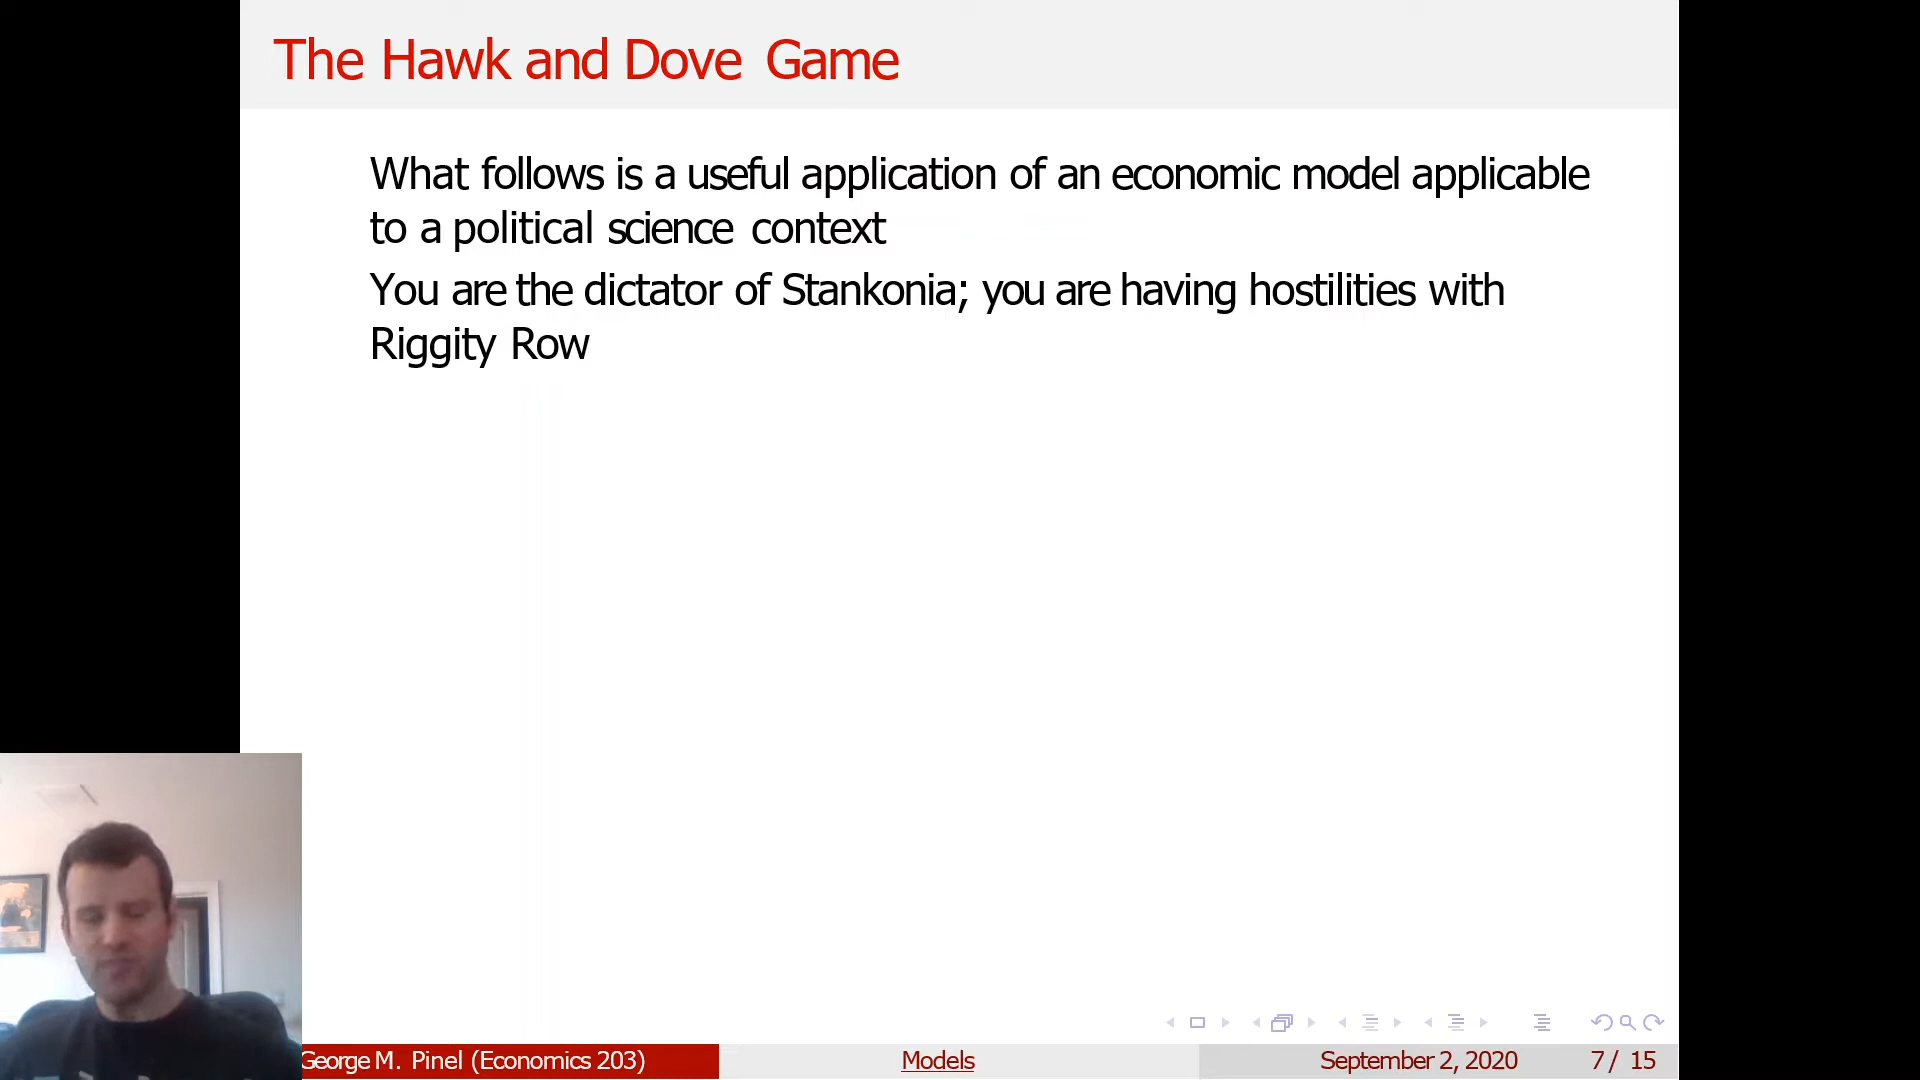 The Hawk and Dove Game
What follows is a useful application of an economic model applicable
to a political science context
You are the dictator of Stankonia; you are having hostilities with
Riggity Row
George M. Pinel (Economics 203)
Models
September 2, 2020
7 / 15